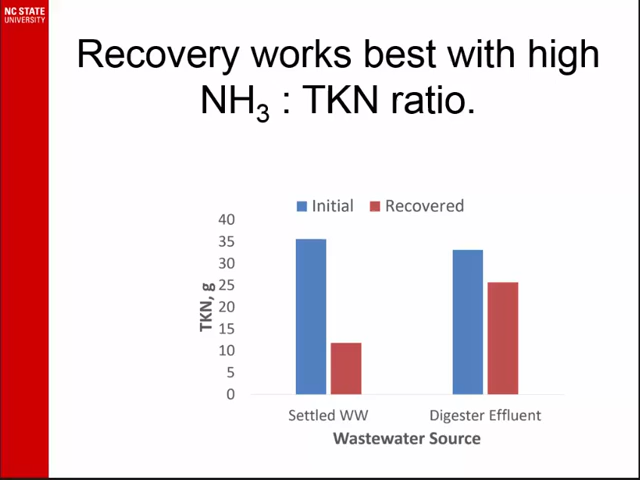 NC STATE
UNIVERSITY
Recovery works best with high
NH₃ : TKN ratio.
Initial Recovered
40
35
30
25
20
15
10
5
0
TKN, g
Settled WW Digester Effluent
Wastewater Source